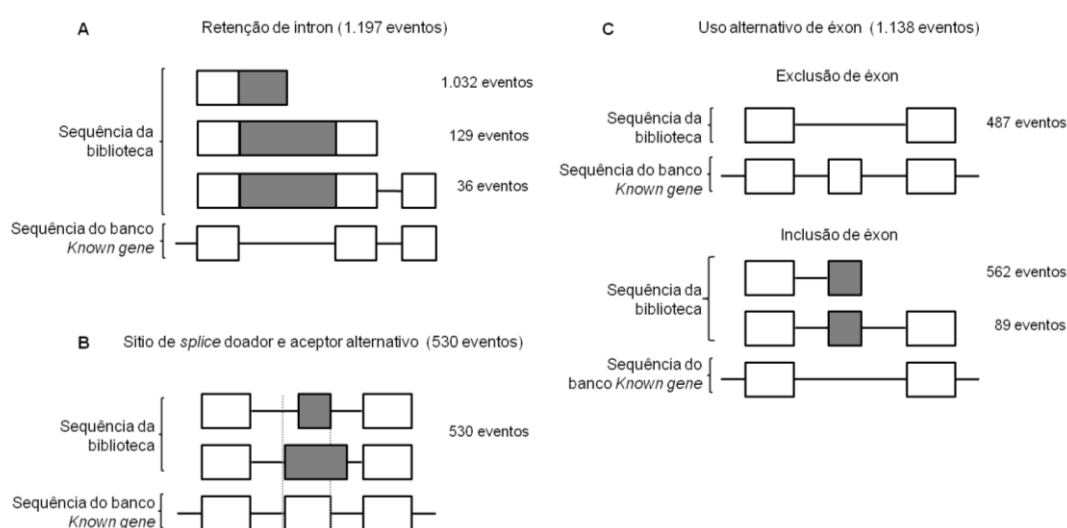 A Retenção de íntron (1.197 eventos)
Sequência da
biblioteca
1.032 eventos
129 eventos
36 eventos
Sequência do banco
Known gene
B Sitio de splice doador e aceptor alternativo (530 eventos)
Sequência da
biblioteca
530 eventos
Sequência do banco
Known gene
C Uso alternativo de éxon (1.138 eventos)
Exclusão de éxon
Sequência da
biblioteca
487 eventos
Sequência do banco
Known gene
Inclusão de éxon
Sequência da
biblioteca
562 eventos
89 eventos
Sequência do
banco Known gene